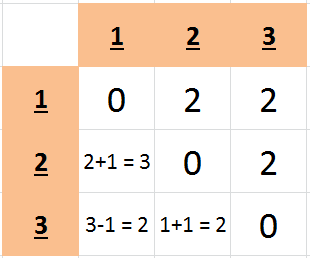 1 2 3
1 0 2 2
2 2+1 = 3 0 2
3 3-1 = 2 1+1 = 2 0